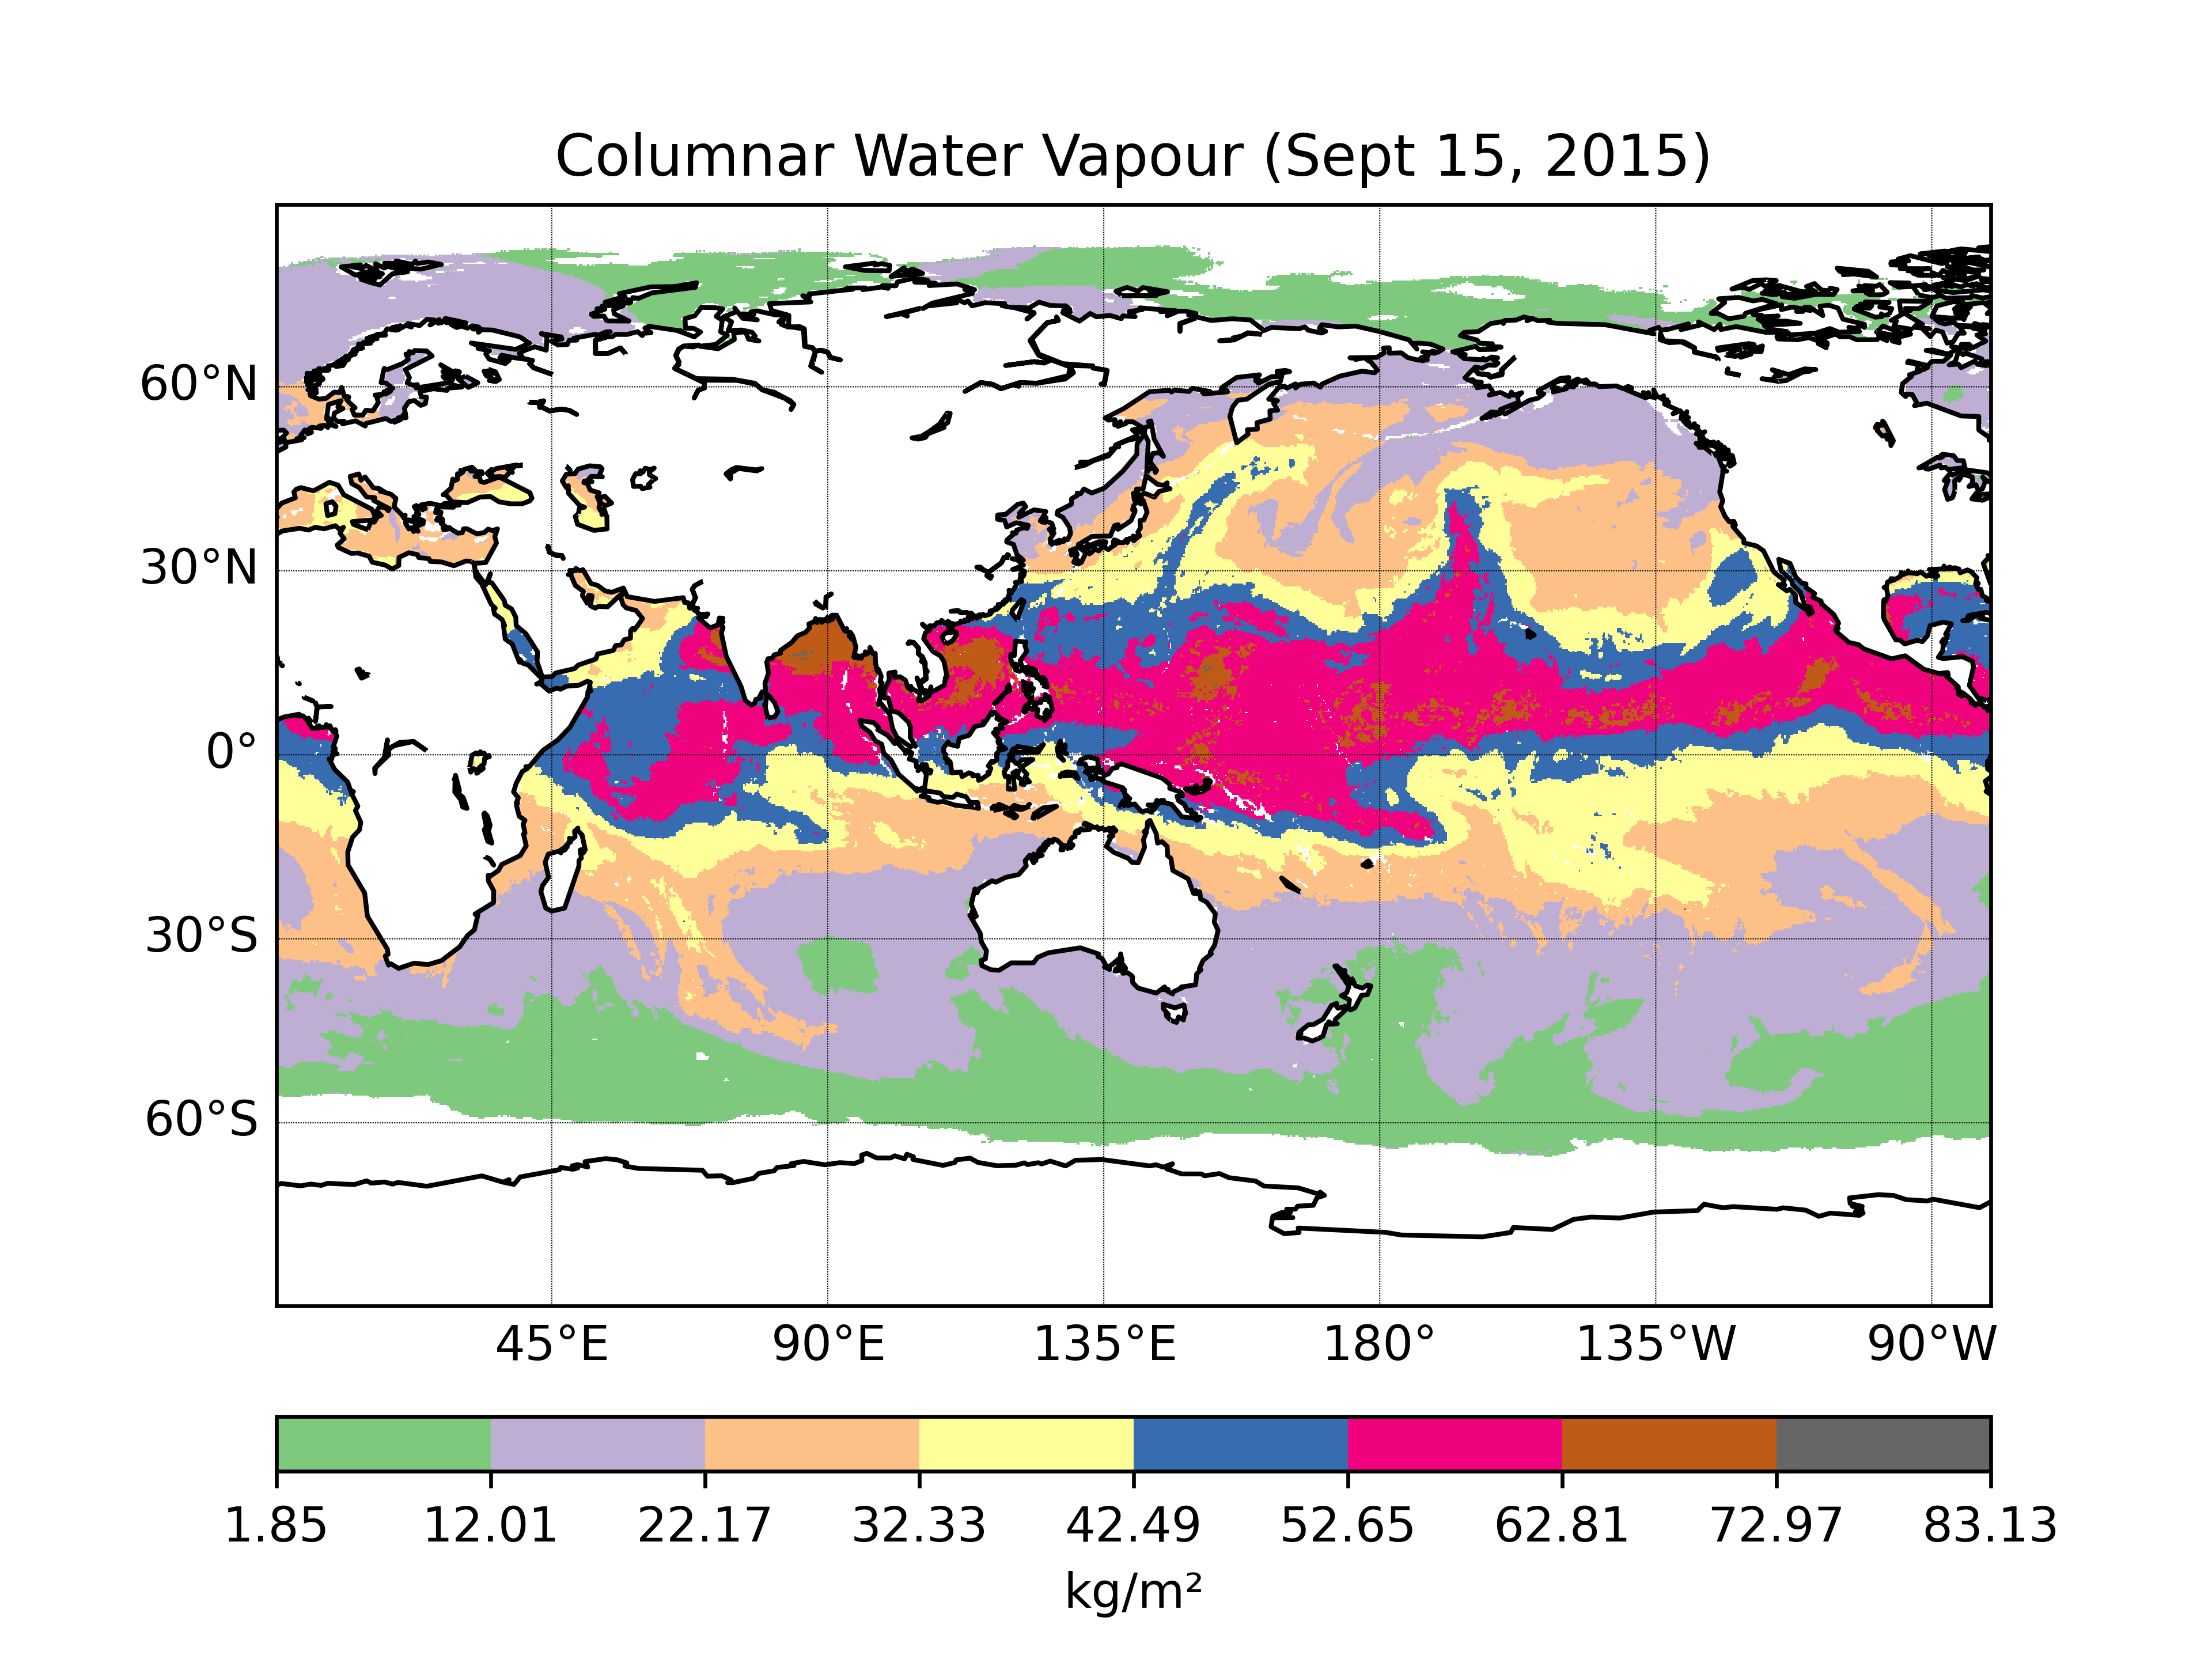 Columnar Water Vapour (Sept 15, 2015)
60°N
30°N
0°
30°S
60°S
45°E 90°E 135°E 180° 135°W 90°W
1.85 12.01 22.17 32.33 42.49 52.65 62.81 72.97 83.13
kg/m²